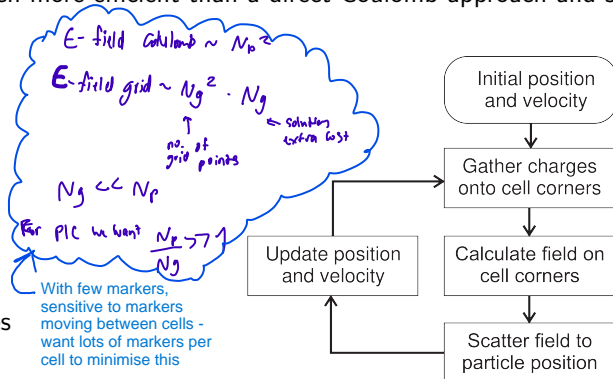 ch more efficient than a direct Coulomb approach and s
E-field coulomb ~ Np²
E-field grid ~ Ng² · Ng
no. of
grid points
solution
extra cost
Ng << Np
For PIC we want Np/Ng >> 1
With few markers,
sensitive to markers
moving between cells -
want lots of markers per
cell to minimise this
s
Initial position
and velocity
Gather charges
onto cell corners
Calculate field on
cell corners
Scatter field to
particle position
Update position
and velocity